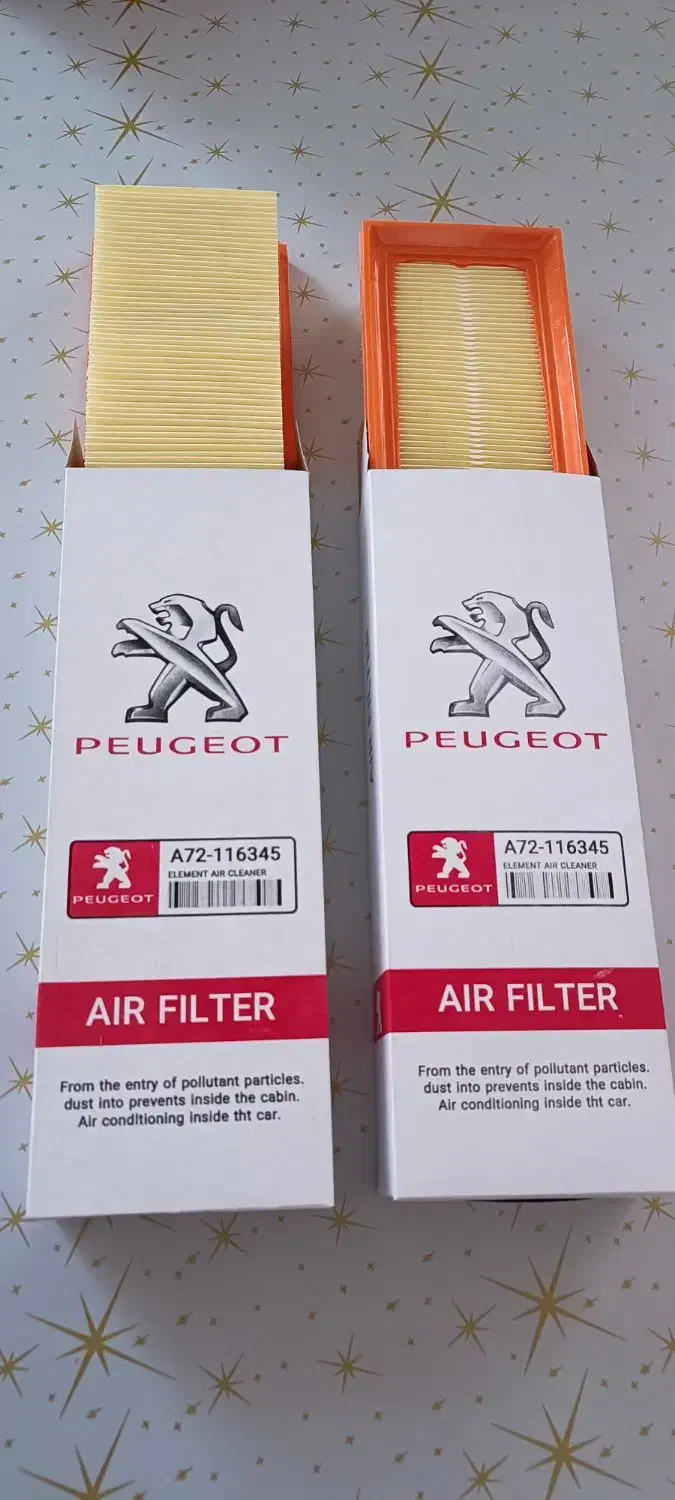 PEUGEOT
PEUGEOT
A72-116345
ELEMENT AIR CLEANER
AIR FILTER
From the entry of pollutant particles.
dust into prevents inside the cabin.
Air condltioning inside tht car.
PEUGEOT
PEUGEOT
A72-116345
ELEMENT AIR CLEANER
AIR FILTER
From the entry of pollutant particles.
dust into prevents inside the cabin.
Air condltioning inside tht car.